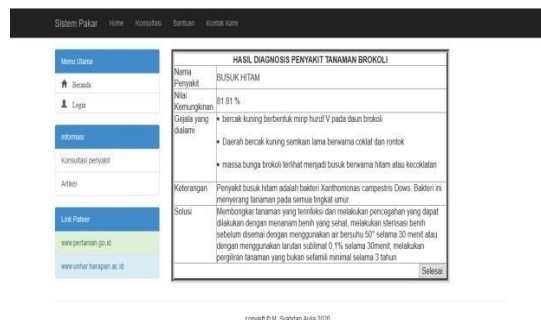 Sistem Pakar Home Konsultasi Bantuan Kontak Kami
Menu Utama
Beranda
Login
Informasi
Konsultasi penyakit
Artikel
Link Patner
www.pertanian.go.id
www.unhar.harapan.ac.id
HASIL DIAGNOSIS PENYAKIT TANAMAN BROKOLI
Nama Penyakit
BUSUK HITAM
Nilai Kemungkinan
81.81 %
Gejala yang dialami
• bercak kuning berbentuk mirip huruf V pada daun brokoli
• Daerah bercak kuning semkain lama berwarna coklat dan rontok
• massa bunga brokoli terlihat menjadi busuk berwarna hitam atau kecoklatan
Keterangan
Penyakit busuk hitam adalah bakteri Xanthomonas campestris Dows. Bakteri ini
menyerang tanaman pada semua tingkat umur
Solusi
Membongkar tanaman yang terinfeksi dan melakukan pencegahan yang dapat
dilakukan dengan menanam benih yang sehat, melakukan sterlisasi benih
sebelum disemai dengan menggunakan air bersuhu 50° selama 30 menit atau
dengan menggunakan larutan sublimat 0,1% selama 30menit, melakukan
pergiliran tanaman yang bukan sefamili minimal selama 3 tahun
Selesai
copyleft © M. Syahdan Aulia 2020